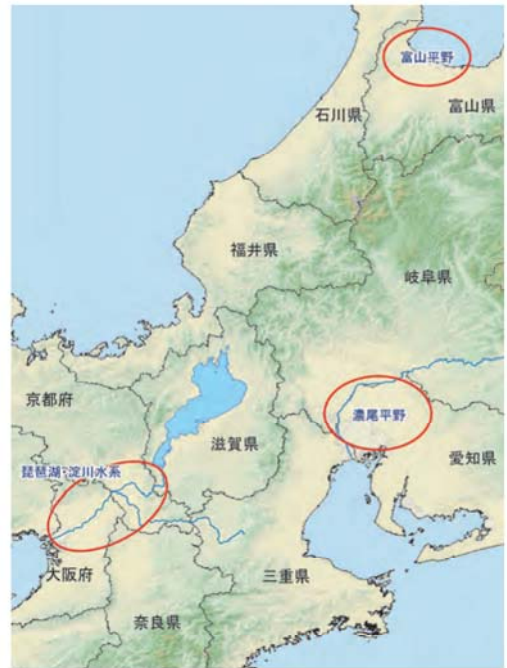 富山平野
富山県
石川県
福井県
岐阜県
京都府
滋賀県
濃尾平野
愛知県
琵琶湖・淀川水系
大阪府
三重県
奈良県